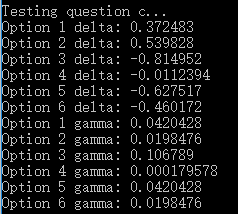 Testing question c...
Option 1 delta: 0.372483
Option 2 delta: 0.539828
Option 3 delta: -0.814952
Option 4 delta: -0.0112394
Option 5 delta: -0.627517
Option 6 delta: -0.460172
Option 1 gamma: 0.0420428
Option 2 gamma: 0.0198476
Option 3 gamma: 0.106789
Option 4 gamma: 0.000179578
Option 5 gamma: 0.0420428
Option 6 gamma: 0.0198476